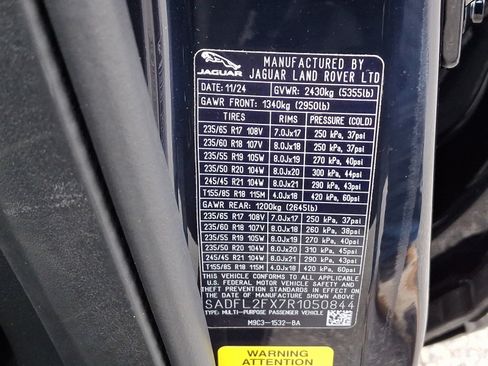 JAGUAR
MANUFACTURED BY
JAGUAR LAND ROVER LTD
DATE: 11/24 GVWR: 2430kg (5355lb)
GAWR FRONT: 1340kg (2950lb)
TIRES RIMS PRESSURE (COLD)
235/65 R17 108V 7.0Jx17 250 kPa, 37psi
235/60 R18 107V 8.0Jx18 250 kPa, 37psi
235/55 R19 105W 8.0Jx19 270 kPa, 40psi
235/50 R20 104W 8.0Jx20 300 kPa, 44psi
245/45 R21 104W 8.0Jx21 290 kPa, 43psi
T155/85 R18 115M 4.0Jx18 420 kPa, 60psi
GAWR REAR: 1200kg (2645lb)
235/65 R17 108V 7.0Jx17 250 kPa, 37psi
235/60 R18 107V 8.0Jx18 260 kPa, 38psi
235/55 R19 105W 8.0Jx19 270 kPa, 40psi
235/50 R20 104W 8.0Jx20 310 kPa, 45psi
245/45 R21 104W 8.0Jx21 290 kPa, 43psi
T155/85 R18 115M 4.0Jx18 420 kPa, 60psi
THIS VEHICLE CONFORMS TO ALL APPLICABLE
U.S. FEDERAL MOTOR VEHICLE SAFETY AND
THEFT PREVENTION STANDARDS IN EFFECT ON
THE DATE OF MANUFACTURE SHOWN ABOVE.
SADFL2FX7R1050844
TYPE: MULTI-PURPOSE PASSENGER VEHICLE
M9C3-1532-BA
WARNING
ATTENTION